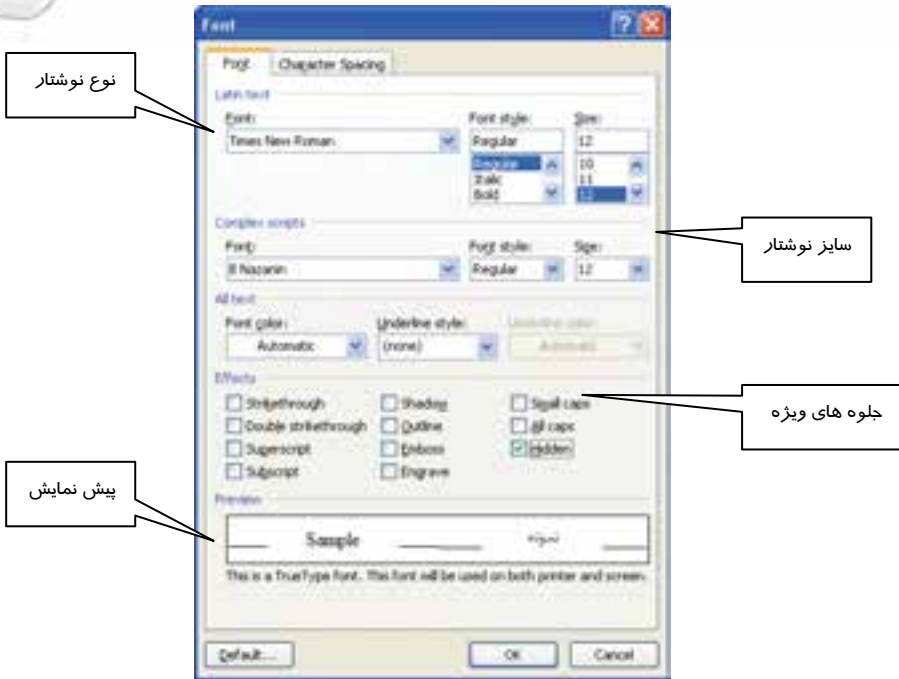 Font
Font Character Spacing
Latin text
نوع نوشتار
Font: Font style: Size:
Times New Roman Regular 12
Regular 10
Italic 11
Bold 12
Complex scripts
Font: Font style: Size:
B Nazanin Regular 12
سایز نوشتار
All text
Font color: Underline style: Underline color:
Automatic (none) Automatic
Effects
Strikethrough Shadow Small caps
Double strikethrough Outline All caps
Superscript Emboss Hidden
Subscript Engrave
جلوه های ویژه
پیش نمایش
Preview
Sample نمونه
This is a TrueType font. This font will be used on both printer and screen.
Default... OK Cancel